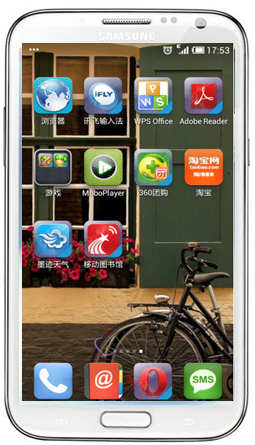 SAMSUNG
17:53
浏览器 讯飞输入法 WPS Office Adobe Reader
iFLY
P
W S
游戏 MoboPlayer 360团购 淘宝
淘宝网
Taobao.com
墨迹天气 移动图书馆
@
SMS